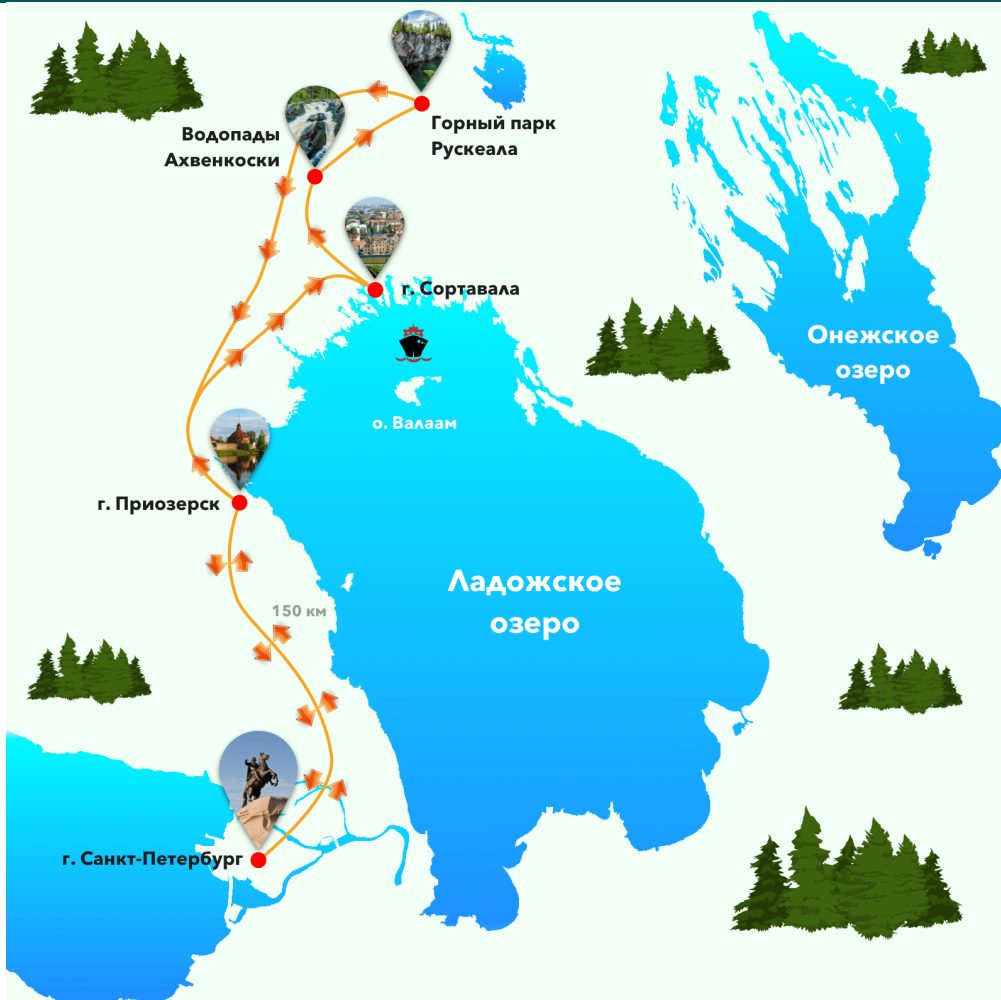 Горный парк
Рускеала
Водопады
Ахвенкоски
г. Сортавала
Онежское
озеро
о. Валаам
г. Приозерск
Ладожское
озеро
150 км
г. Санкт-Петербург